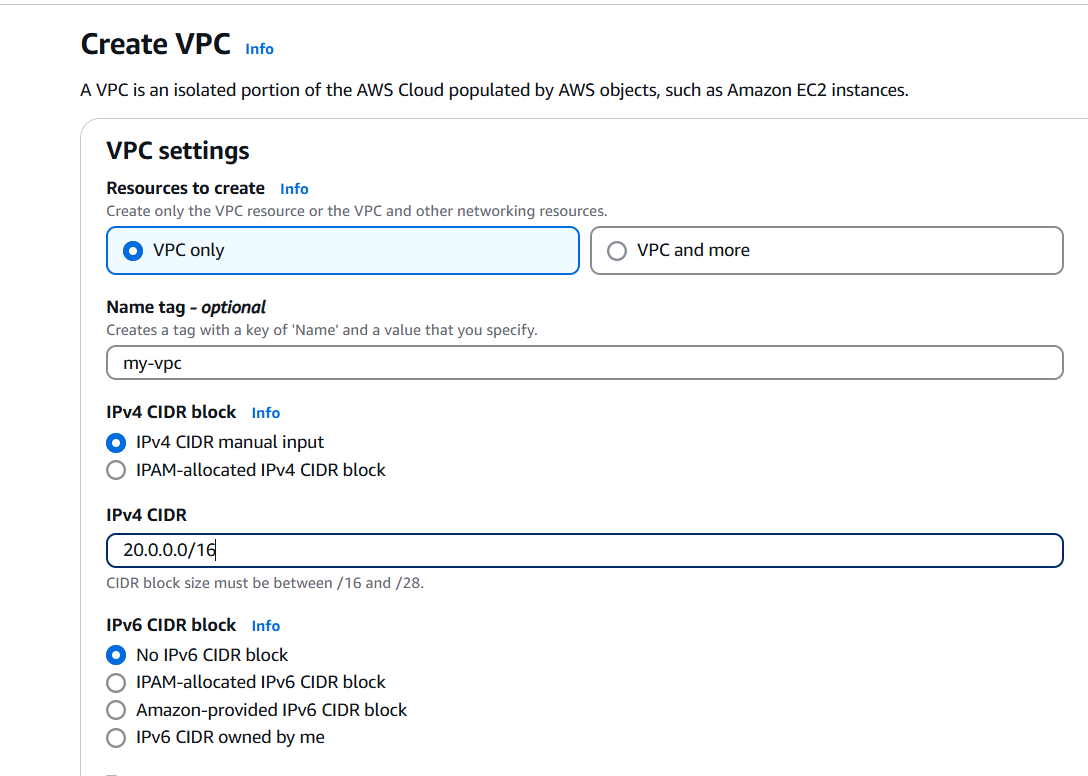 Create VPC Info
A VPC is an isolated portion of the AWS Cloud populated by AWS objects, such as Amazon EC2 instances.
VPC settings
Resources to create Info
Create only the VPC resource or the VPC and other networking resources.
VPC only
VPC and more
Name tag - optional
Creates a tag with a key of 'Name' and a value that you specify.
my-vpc
IPv4 CIDR block Info
IPv4 CIDR manual input
IPAM-allocated IPv4 CIDR block
IPv4 CIDR
20.0.0.0/16
CIDR block size must be between /16 and /28.
IPv6 CIDR block Info
No IPv6 CIDR block
IPAM-allocated IPv6 CIDR block
Amazon-provided IPv6 CIDR block
IPv6 CIDR owned by me